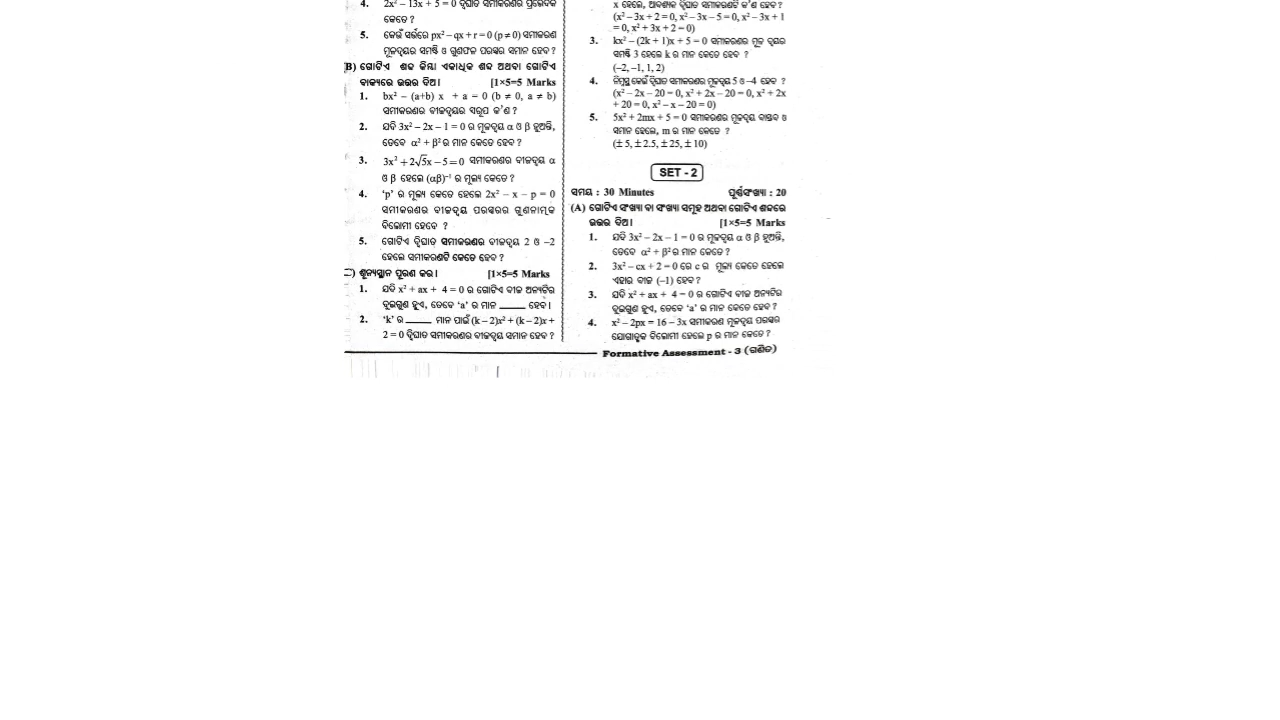 4. 2x² – 13x + 5 = 0 ଦ୍ୱିଘାତ ସମୀକରଣର ପ୍ରଭେଦକ
କେତେ ?
5. କେଉଁ ସର୍ତ୍ତରେ px² – qx + r = 0 (p ≠ 0) ସମୀକରଣ
ମୂଳଦ୍ୱୟର ସମଷ୍ଟି ଓ ଗୁଣଫଳ ପରସ୍ପର ସମାନ ହେବ ?
B) ଗୋଟିଏ ଶବ୍ଦ କିମ୍ବା ଏକାଧିକ ଶବ୍ଦ ଅଥବା ଗୋଟିଏ
ବାକ୍ୟରେ ଉତ୍ତର ଦିଅ। [1×5=5 Marks
1. bx² – (a+b) x + a = 0 (b ≠ 0, a ≠ b)
ସମୀକରଣର ବୀଜଦ୍ୱୟର ସ୍ୱରୂପ କ'ଣ ?
2. ଯଦି 3x² – 2x – 1 = 0 ର ମୂଳଦ୍ୱୟ α ଓ β ହୁଅନ୍ତି,
ତେବେ α² + β² ର ମାନ କେତେ ହେବ ?
3. 3x² + 2√5x – 5 = 0 ସମୀକରଣର ବୀଜଦ୍ୱୟ α
ଓ β ହେଲେ (αβ)⁻¹ ର ମୂଲ୍ୟ କେତେ ?
4. 'p' ର ମୂଲ୍ୟ କେତେ ହେଲେ 2x² – x – p = 0
ସମୀକରଣର ବୀଜଦ୍ୱୟ ପରସ୍ପରର ଗୁଣନାତ୍ମକ
ବିଲୋମୀ ହେବେ ?
5. ଗୋଟିଏ ଦ୍ୱିଘାତ ସମୀକରଣର ବୀଜଦ୍ୱୟ 2 ଓ –2
ହେଲେ ସମୀକରଣଟି କେତେ ହେବ ?
C) ଶୂନ୍ୟସ୍ଥାନ ପୂରଣ କର। [1×5=5 Marks
1. ଯଦି x² + ax + 4 = 0 ର ଗୋଟିଏ ବୀଜ ଅନ୍ୟଟିର
ଦୁଇଗୁଣ ହୁଏ, ତେବେ 'a' ର ମାନ _____ ହେବ।
2. 'k' ର _____ ମାନ ପାଇଁ (k – 2)x² + (k – 2)x +
2 = 0 ଦ୍ୱିଘାତ ସମୀକରଣର ବୀଜଦ୍ୱୟ ସମାନ ହେବ ?
x ହେଲେ, ଆବଶ୍ୟକ ଦ୍ୱିଘାତ ସମୀକରଣଟି କ'ଣ ହେବ ?
(x² – 3x + 2 = 0, x² – 3x – 5 = 0, x² – 3x + 1
= 0, x² + 3x + 2 = 0)
3. kx² – (2k + 1)x + 5 = 0 ସମୀକରଣର ମୂଳ ଦ୍ୱୟର
ସମଷ୍ଟି 3 ହେଲେ k ର ମାନ କେତେ ହେବ ?
(–2, –1, 1, 2)
4. ନିମ୍ନସ୍ଥ କେଉଁ ଦ୍ୱିଘାତ ସମୀକରଣର ମୂଳଦ୍ୱୟ 5 ଓ –4 ହେବ ?
(x² – 2x – 20 = 0, x² + 2x – 20 = 0, x² + 2x
+ 20 = 0, x² – x – 20 = 0)
5. 5x² + 2mx + 5 = 0 ସମୀକରଣର ମୂଳଦ୍ୱୟ ବାସ୍ତବ ଓ
ସମାନ ହେଲେ, m ର ମାନ କେତେ ?
(± 5, ± 2.5, ± 25, ± 10)
SET - 2
ସମୟ : 30 Minutes ପୂର୍ଣ୍ଣସଂଖ୍ୟା : 20
(A) ଗୋଟିଏ ସଂଖ୍ୟା ବା ସଂଖ୍ୟା ସମୂହ ଅଥବା ଗୋଟିଏ ଶବ୍ଦରେ
ଉତ୍ତର ଦିଅ। [1×5=5 Marks
1. ଯଦି 3x² – 2x – 1 = 0 ର ମୂଳଦ୍ୱୟ α ଓ β ହୁଅନ୍ତି,
ତେବେ α² + β² ର ମାନ କେତେ ?
2. 3x² – cx + 2 = 0 ରେ c ର ମୂଲ୍ୟ କେତେ ହେଲେ
ଏହାର ବୀଜ (–1) ହେବ ?
3. ଯଦି x² + ax + 4 = 0 ର ଗୋଟିଏ ବୀଜ ଅନ୍ୟଟିର
ଦୁଇଗୁଣ ହୁଏ, ତେବେ 'a' ର ମାନ କେତେ ହେବ ?
4. x² – 2px = 16 – 3x ସମୀକରଣ ମୂଳଦ୍ୱୟ ପରସ୍ପର
ଯୋଗାତ୍ମକ ବିଲୋମୀ ହେଲେ p ର ମାନ କେତେ ?
Formative Assessment - 3 (ଗଣିତ)